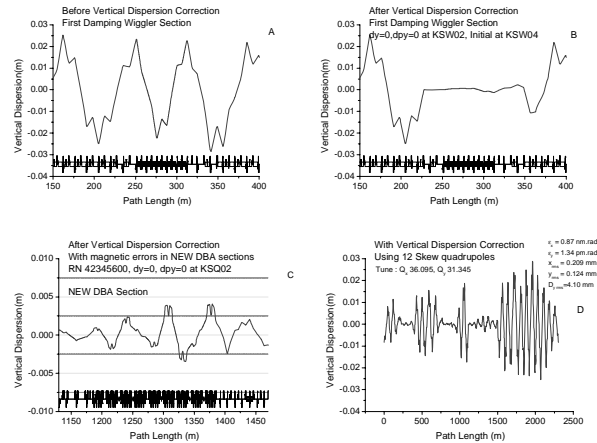 Before Vertical Dispersion Correction
First Damping Wiggler Section
A
Vertical Dispersion(m)
0.03
0.02
0.01
0.00
-0.01
-0.02
-0.03
-0.04
150 200 250 300 350 400
Path Length (m)
After Vertical Dispersion Correction
First Damping Wiggler Section
dy=0,dpy=0 at KSW02, Initial at KSW04
B
Vertical Dispersion (m)
0.03
0.02
0.01
0.00
-0.01
-0.02
-0.03
-0.04
150 200 250 300 350 400
Path Length (m)
After Vertical Dispersion Correction
With magnetic errors in NEW DBA sections
RN 42345600, dy=0, dpy=0 at KSQ02
NEW DBA Section
C
Vertical Dispersion (m)
0.010
0.005
0.000
-0.005
-0.010
1150 1200 1250 1300 1350 1400 1450
Path Length (m)
With Vertical Dispersion Correction
Using 12 Skew quadrupoles
Tune : Qx 36.095, Qy 31.345
= 0.87 nm.rad
= 1.34 pm.rad
=0.209 mm
=0.124 mm
=4.10 mm
D
Vertical Dispersion (m)
0.03
0.02
0.01
0.00
-0.01
-0.02
-0.03
-0.04
0 500 1000 1500 2000 2500
Path Length (m)